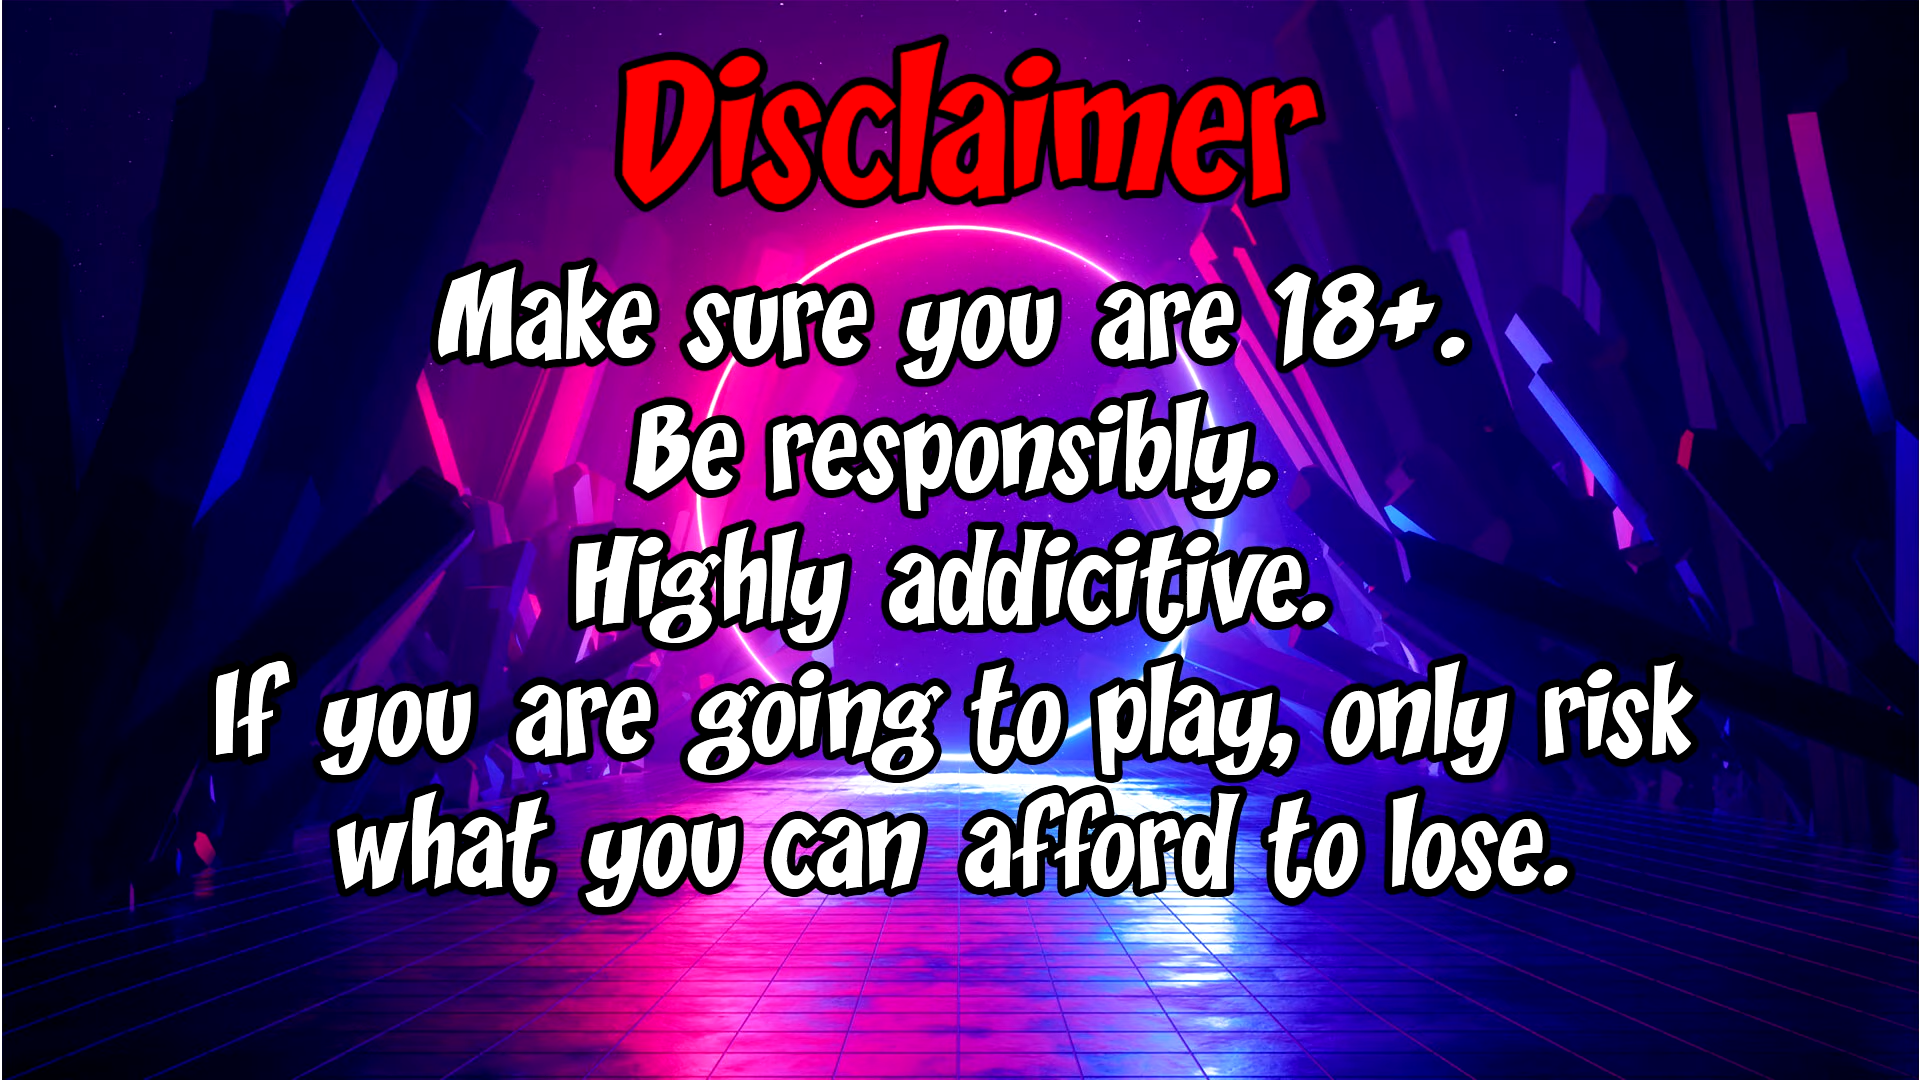 Disclaimer
Make sure you are 18+.
Be responsibly.
Highly addicitive.
If you are going to play, only risk
what you can afford to lose.